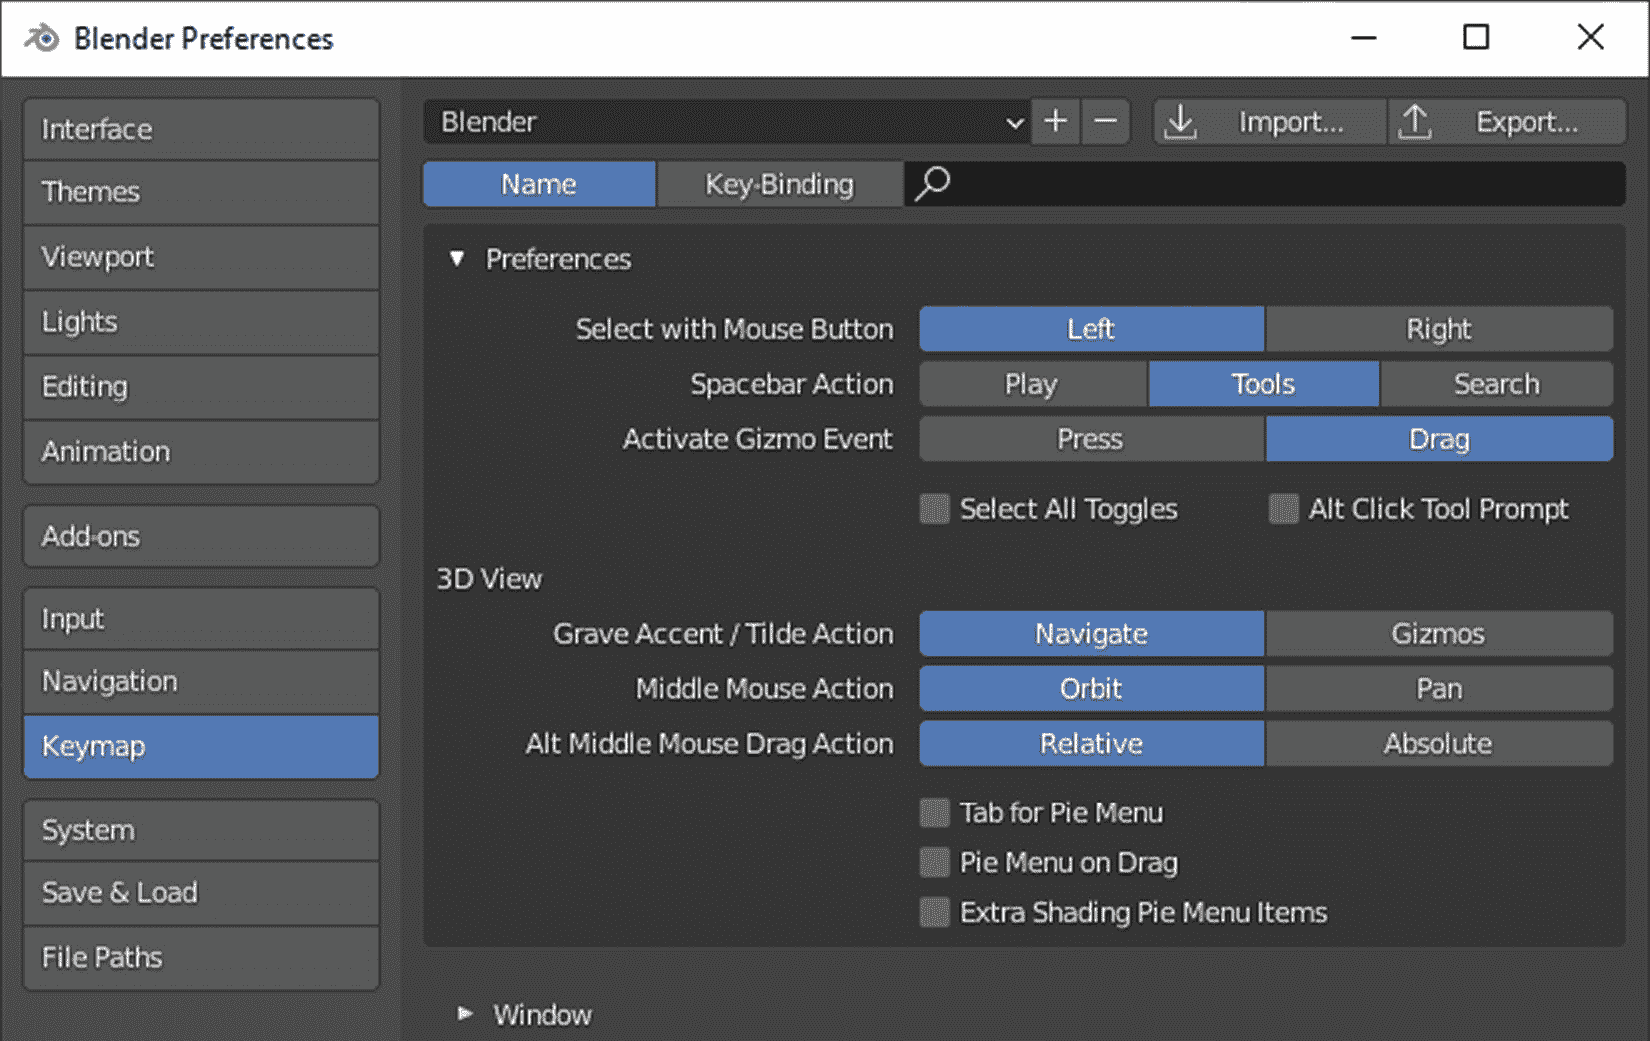 Blender Preferences
Interface
Themes
Viewport
Lights
Editing
Animation
Add-ons
Input
Navigation
Keymap
System
Save & Load
File Paths
Blender + − Import... Export...
Name Key-Binding
Preferences
Select with Mouse Button Left Right
Spacebar Action Play Tools Search
Activate Gizmo Event Press Drag
Select All Toggles Alt Click Tool Prompt
3D View
Grave Accent / Tilde Action Navigate Gizmos
Middle Mouse Action Orbit Pan
Alt Middle Mouse Drag Action Relative Absolute
Tab for Pie Menu
Pie Menu on Drag
Extra Shading Pie Menu Items
Window